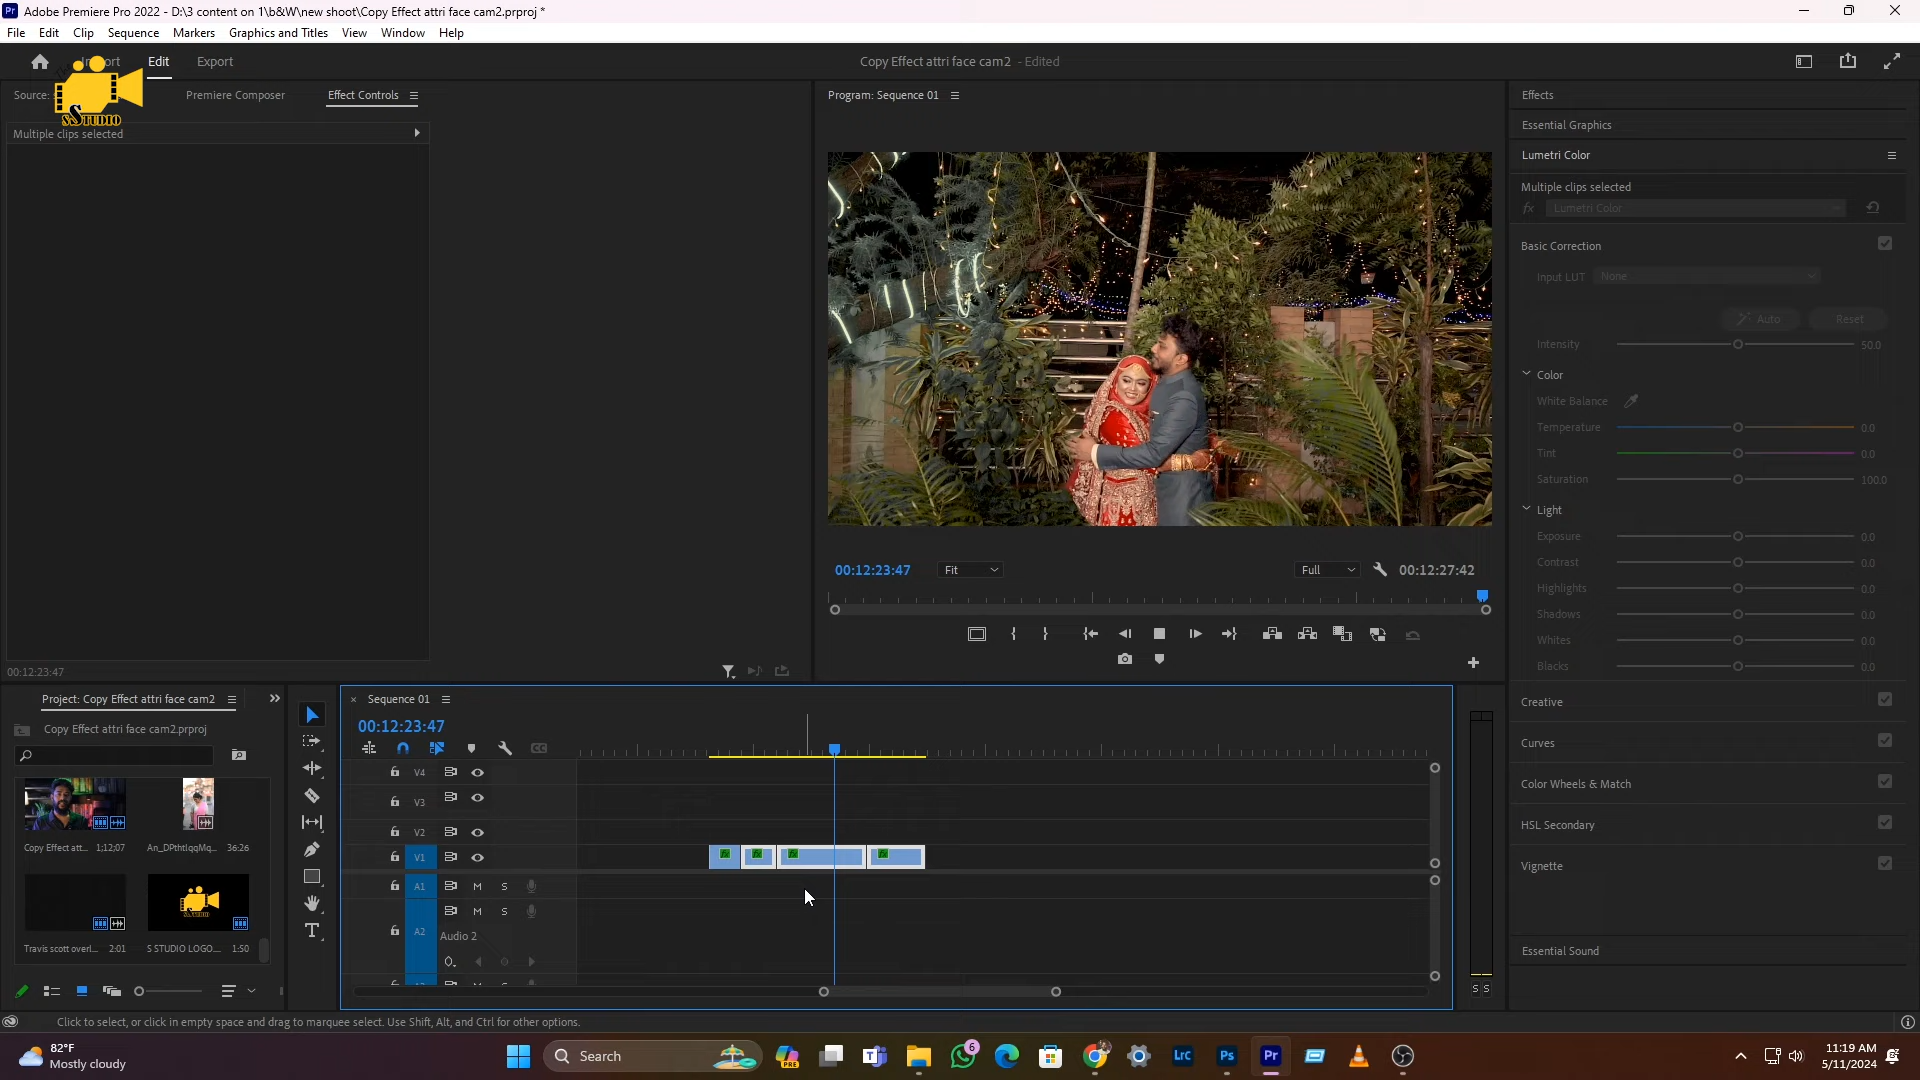 Adobe Premiere Pro 2022 - D:\3 content on 1\b&W\new shoot\Copy Effect attri face cam2.prproj *
File Edit Clip Sequence Markers Graphics and Titles View Window Help
Edit Export
Copy Effect attri face cam2 - Edited
SSTUDIO
Source: Premiere Composer Effect Controls
Multiple clips selected
00:12:23:47
Program: Sequence 01
00:12:23:47 Fit Full 00:12:27:42
Effects
Essential Graphics
Lumetri Color
Multiple clips selected
fx Lumetri Color
Basic Correction
Input LUT None
Auto Reset
Intensity 50.0
Color
White Balance
Temperature 0.0
Tint 0.0
Saturation 100.0
Light
Exposure 0.0
Contrast 0.0
Highlights 0.0
Shadows 0.0
Whites 0.0
Blacks 0.0
Creative
Curves
Color Wheels & Match
HSL Secondary
Vignette
Essential Sound
Project: Copy Effect attri face cam2
Copy Effect attri face cam2.prproj
Copy Effect att... 1;12;07
An_DPthtlqqMq... 36:26
Travis scott overl... 2:01
S STUDIO LOGO.... 1:50
Sequence 01
00:12:23:47
V4
V3
V2
V1
A1 M S
A2 M S
Audio 2
S S
Click to select, or click in empty space and drag to marquee select. Use Shift, Alt, and Ctrl for other options.
82°F
Mostly cloudy
Search
PRE
6
LrC
Ps
Pr
11:19 AM
5/11/2024